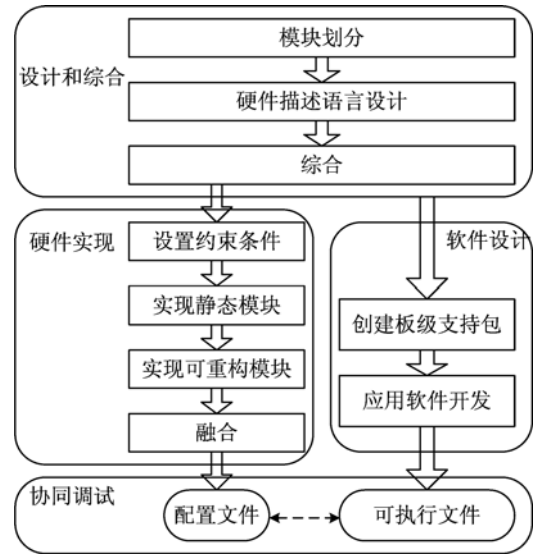 模块划分
设计和综合
硬件描述语言设计
综合
硬件实现
设置约束条件
实现静态模块
实现可重构模块
融合
软件设计
创建板级支持包
应用软件开发
协同调试
配置文件
可执行文件